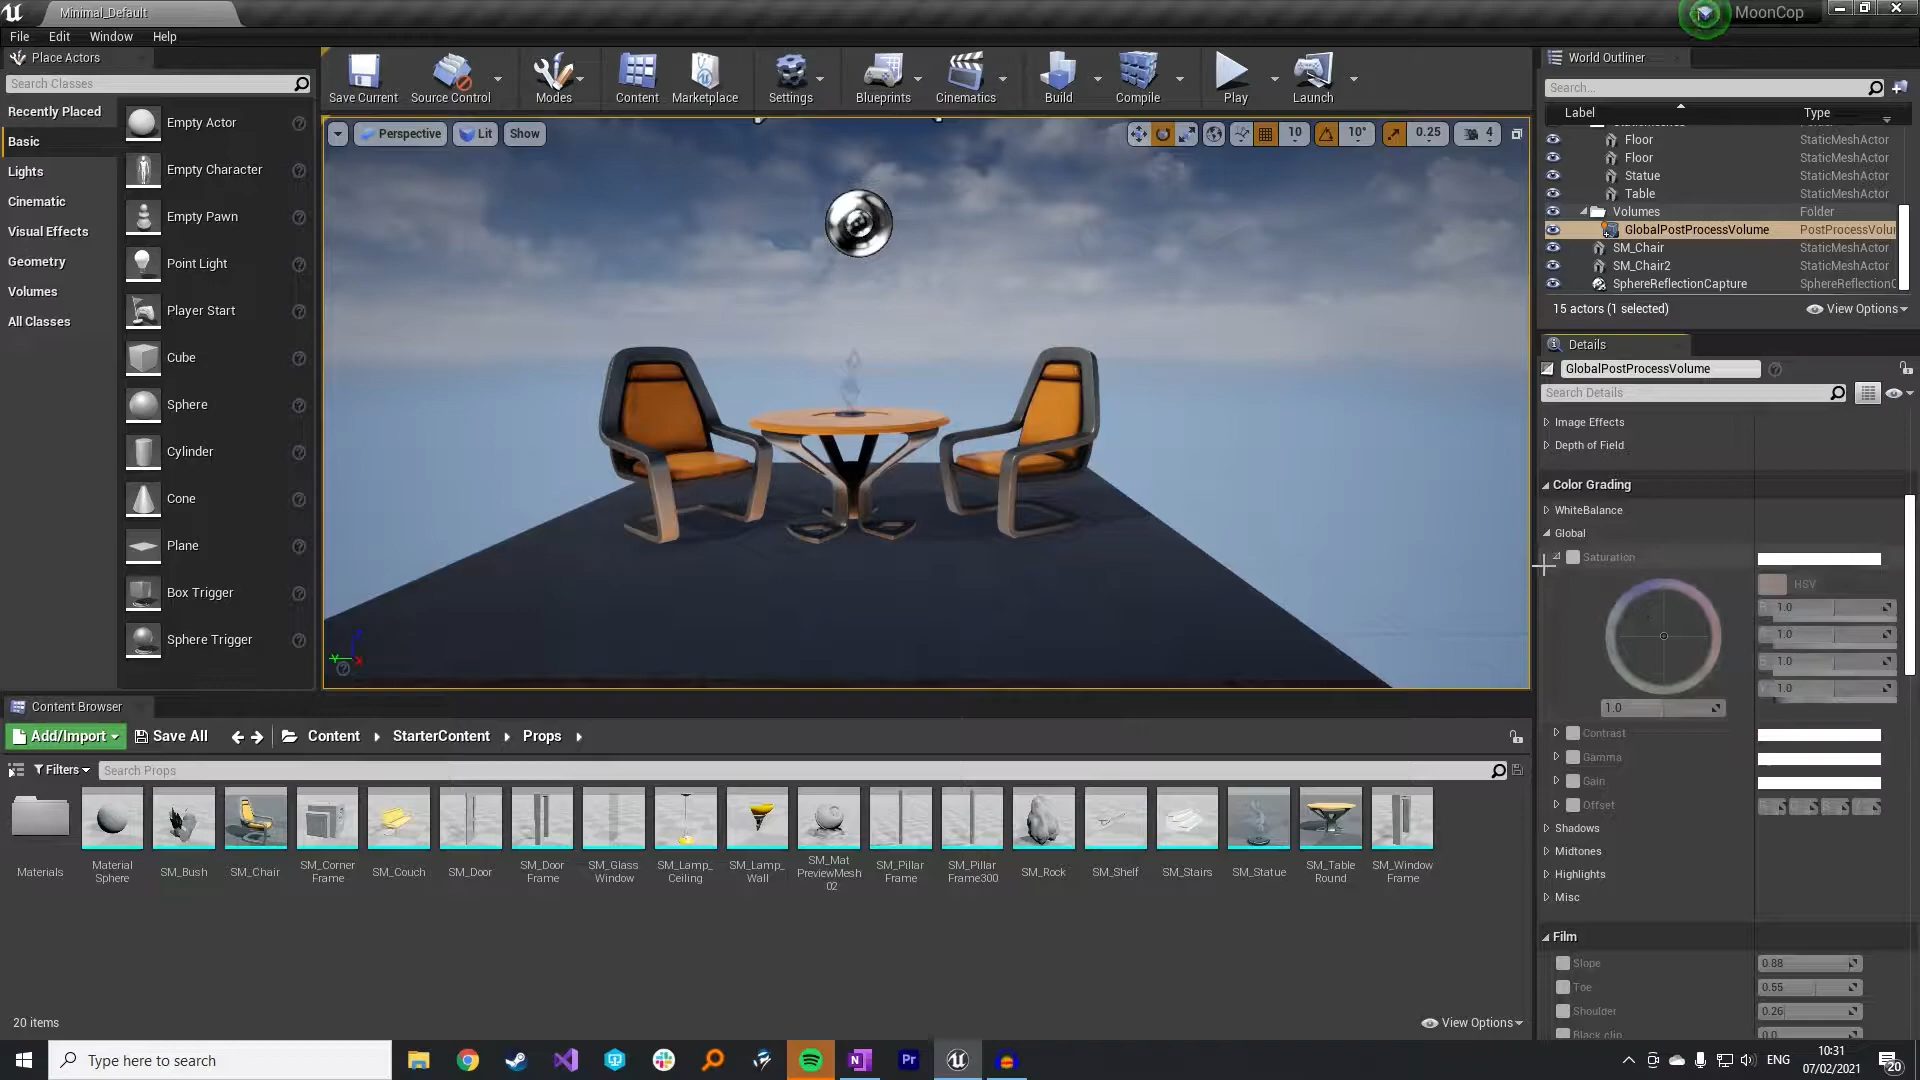 Minimal_Default
MoonCop
File Edit Window Help
Place Actors
Search Classes
Recently Placed
Basic
Lights
Cinematic
Visual Effects
Geometry
Volumes
All Classes
Empty Actor
Empty Character
Empty Pawn
Point Light
Player Start
Cube
Sphere
Cylinder
Cone
Plane
Box Trigger
Sphere Trigger
Save Current
Source Control
Modes
Content
Marketplace
Settings
Blueprints
Cinematics
Build
Compile
Play
Launch
Perspective Lit Show
10 10° 0.25 4
World Outliner
Search...
Label Type
Floor StaticMeshActor
Floor StaticMeshActor
Statue StaticMeshActor
Table StaticMeshActor
Volumes Folder
GlobalPostProcessVolume PostProcessVolu
SM_Chair StaticMeshActor
SM_Chair2 StaticMeshActor
SphereReflectionCapture SphereReflectionC
15 actors (1 selected) View Options
Details
GlobalPostProcessVolume
Search Details
Image Effects
Depth of Field
Color Grading
WhiteBalance
Global
Saturation
HSV
1.0
1.0
1.0
1.0
1.0
Contrast
Gamma
Gain
Offset
Shadows
Midtones
Highlights
Misc
Film
Slope 0.88
Toe 0.55
Shoulder 0.26
Black clip 0.0
Content Browser
Add/Import Save All Content StarterContent Props
Filters Search Props
Materials
Material Sphere
SM_Bush
SM_Chair
SM_Corner Frame
SM_Couch
SM_Door
SM_Door Frame
SM_Glass Window
SM_Lamp_ Ceiling
SM_Lamp_ Wall
SM_Mat PreviewMesh 02
SM_Pillar Frame
SM_Pillar Frame300
SM_Rock
SM_Shelf
SM_Stairs
SM_Statue
SM_Table Round
SM_Window Frame
20 items View Options
Type here to search
ENG
10:31
07/02/2021
20